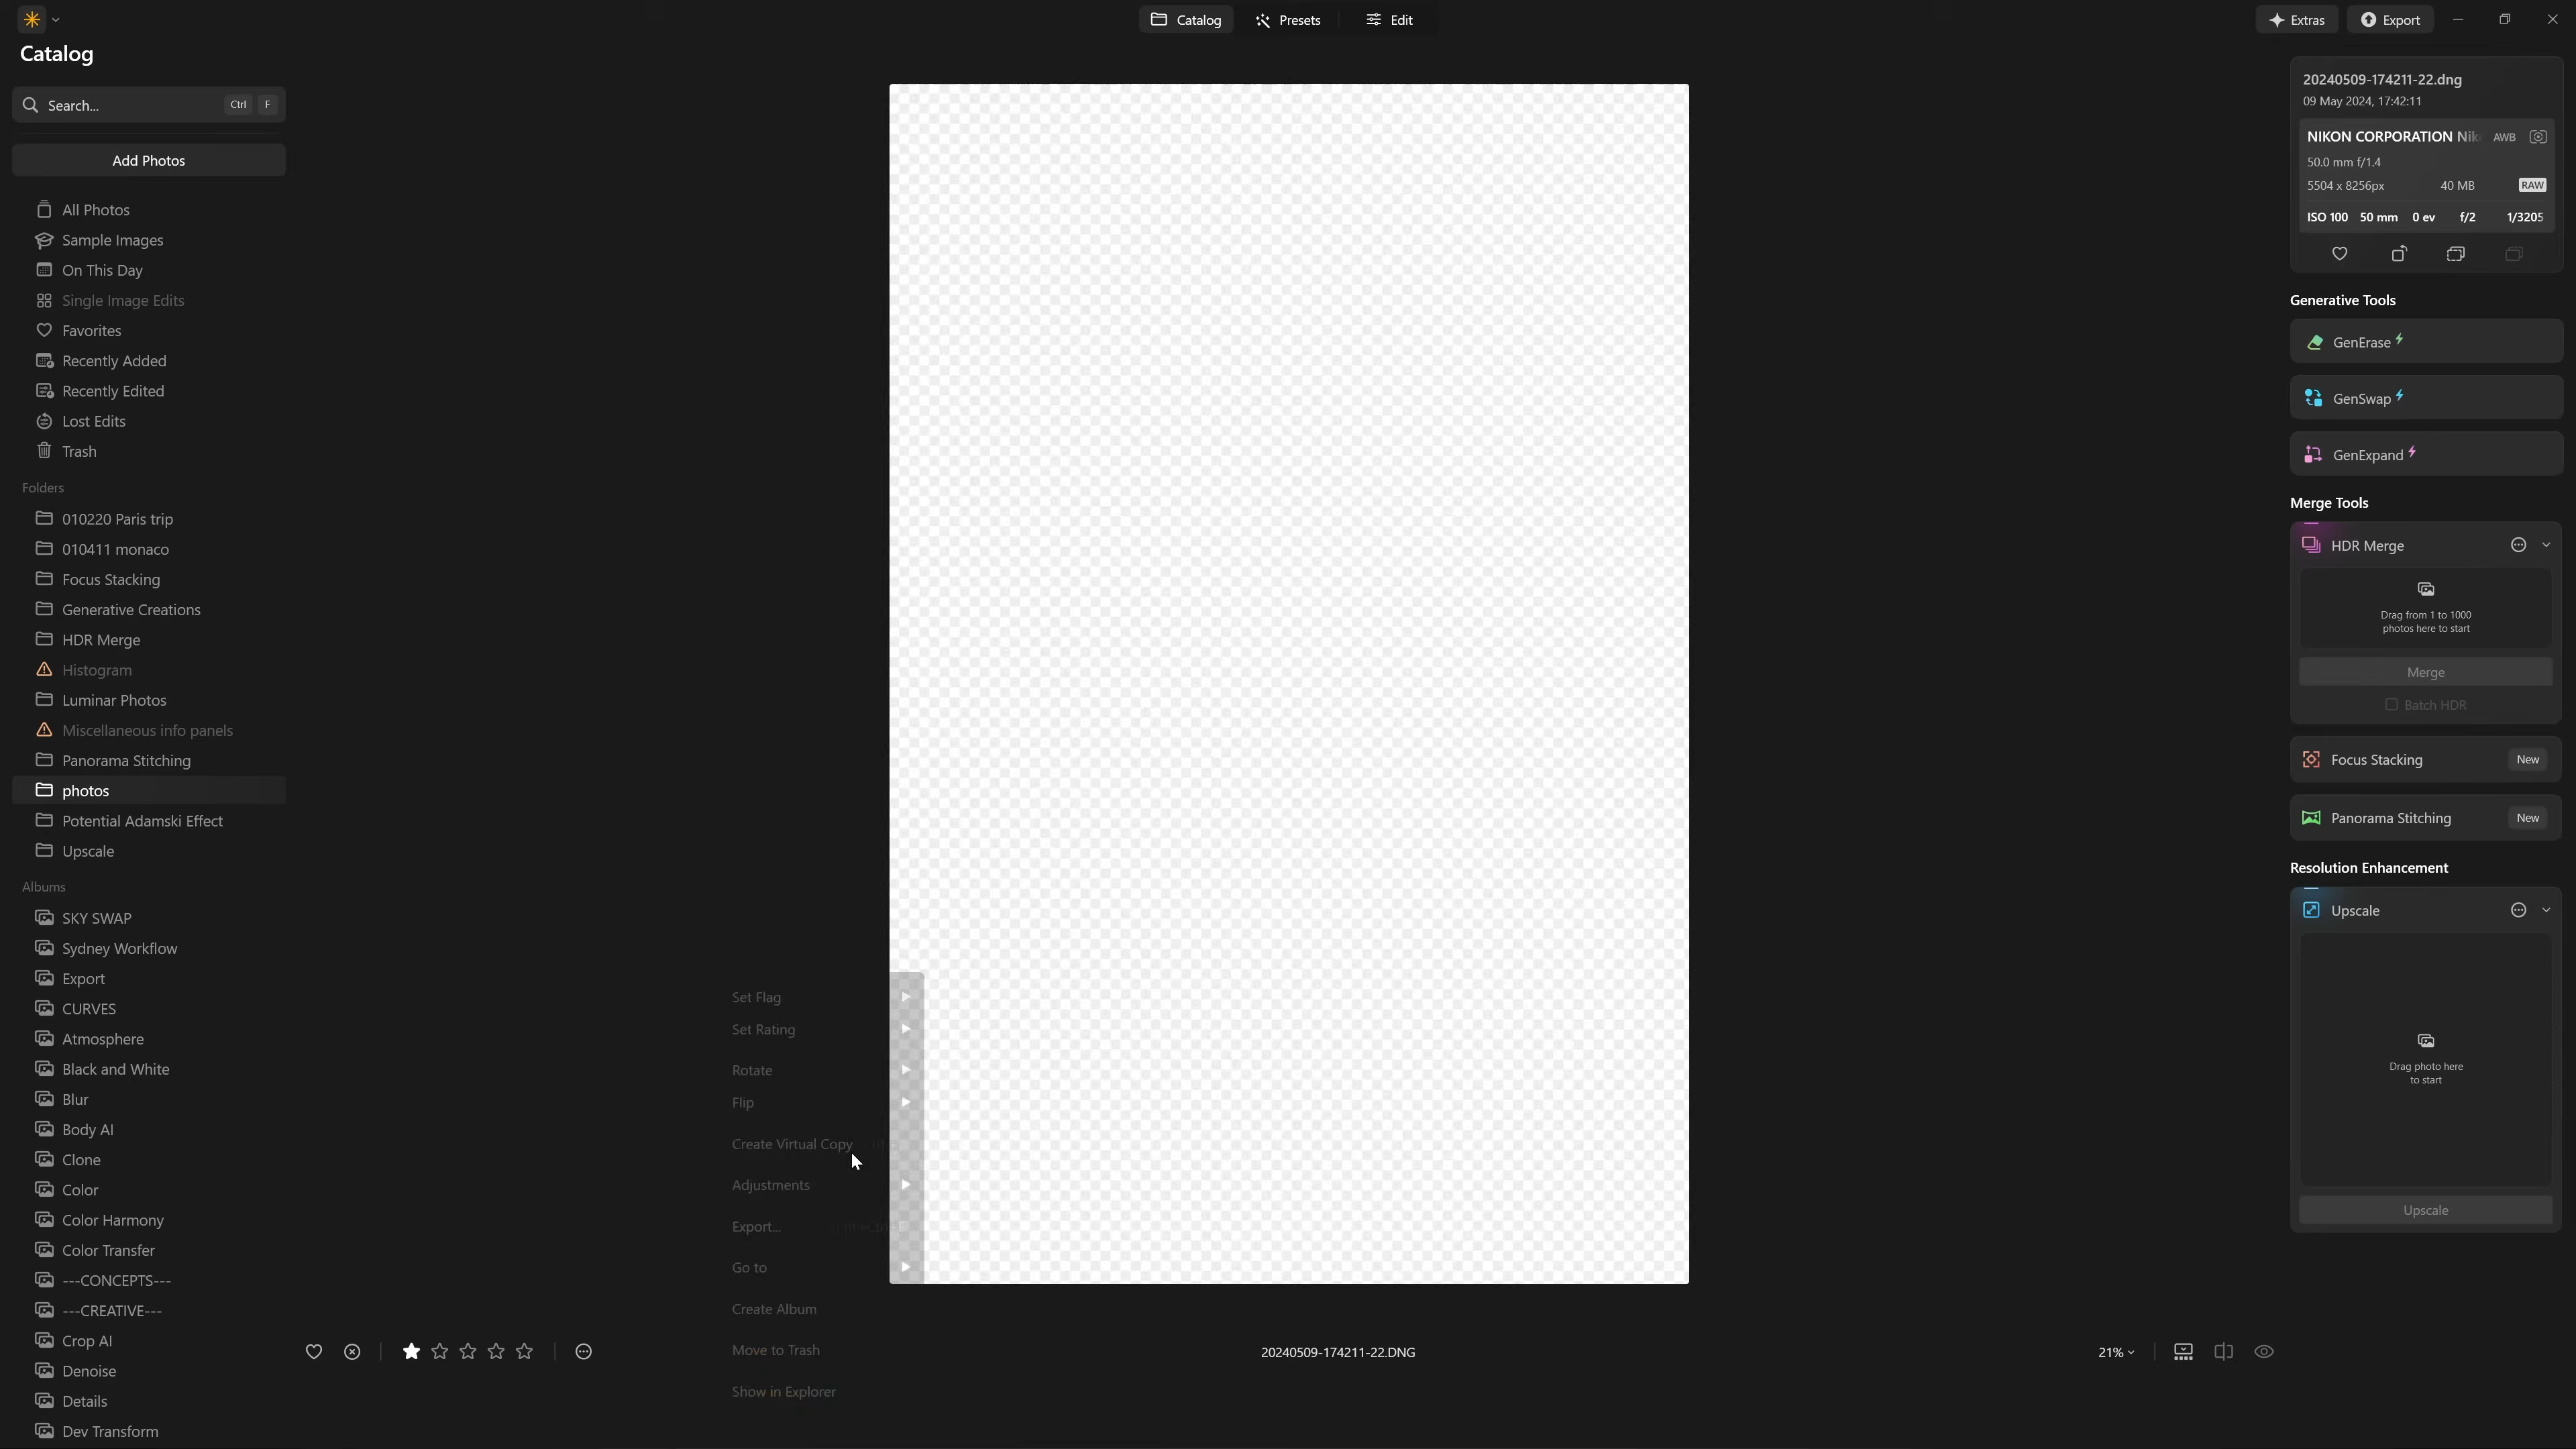 Catalog
Presets
Edit
Extras
Export
Catalog
Search...
Ctrl
F
Add Photos
All Photos
Sample Images
On This Day
Single Image Edits
Favorites
Recently Added
Recently Edited
Lost Edits
Trash
Folders
010220 Paris trip
010411 monaco
Focus Stacking
Generative Creations
HDR Merge
Histogram
Luminar Photos
Miscellaneous info panels
Panorama Stitching
photos
Potential Adamski Effect
Upscale
Albums
SKY SWAP
Sydney Workflow
Export
CURVES
Atmosphere
Black and White
Blur
Body AI
Clone
Color
Color Harmony
Color Transfer
---CONCEPTS---
---CREATIVE---
Crop AI
Denoise
Details
Dev Transform
Set Flag
Set Rating
Rotate
Flip
Create Virtual Copy
Adjustments
Export...
Go to
Create Album
Move to Trash
Show in Explorer
20240509-174211-22.DNG
21%
20240509-174211-22.dng
09 May 2024, 17:42:11
NIKON CORPORATION AWB
50.0 mm f/1.4
5504 x 8256px 40 MB RAW
ISO 100 50 mm 0 ev f/2 1/3205
Generative Tools
GenErase
GenSwap
GenExpand
Merge Tools
HDR Merge
Drag from 1 to 1000
photos here to start
Merge
Batch HDR
Focus Stacking New
Panorama Stitching New
Resolution Enhancement
Upscale
Drag photo here
to start
Upscale